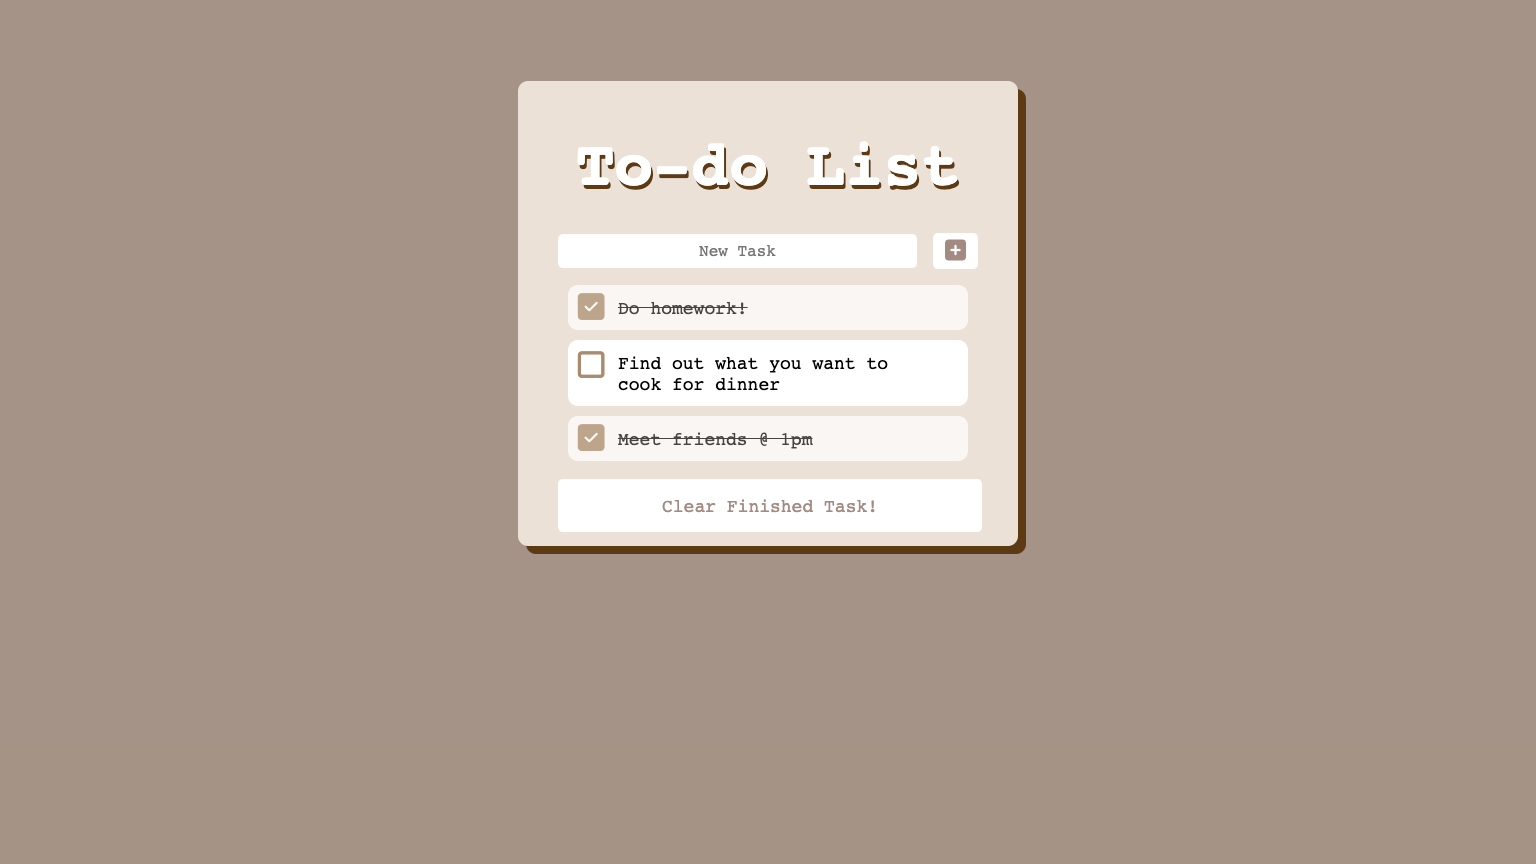 To-do List
New Task
Do homework!
Find out what you want to
cook for dinner
Meet friends @ 1pm
Clear Finished Task!